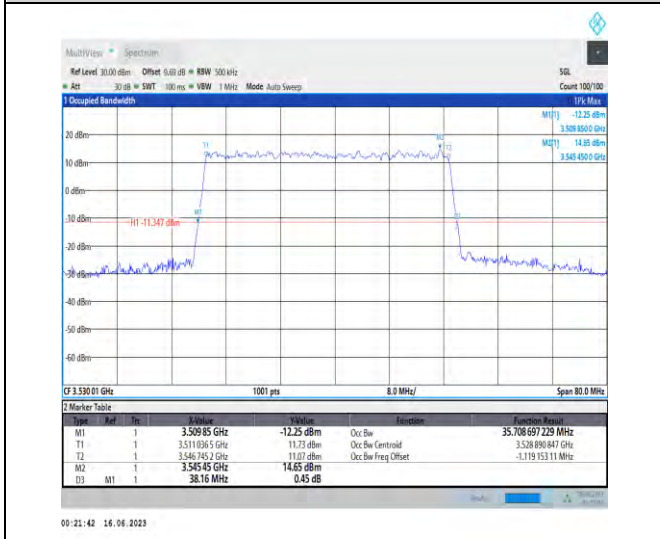 MultiView Spectrum
Ref Level 30.00 dBm Offset 0.60 dB RBW 500 kHz SGL
Att 30 dB SWT 100 ms VBW 1 MHz Mode Auto Sweep Count 100/100
1 Occupied Bandwidth 1Pk Max
M1[1] -12.25 dBm
3.509 850 0 GHz
M2[1] 14.65 dBm
3.545 450 0 GHz
M2
T1 T2
20 dBm
10 dBm
0 dBm
-10 dBm
M1
H1 -11.347 dBm
-20 dBm
-30 dBm
-40 dBm
-50 dBm
-60 dBm
CF 3.530 01 GHz 1001 pts 8.0 MHz/ Span 80.0 MHz
2 Marker Table
Type Ref Trc X-Value Y-Value Function Function Result
M1 1 3.509 85 GHz -12.25 dBm Occ Bw 35.708 697 229 MHz
T1 1 3.511 036 5 GHz 11.73 dBm Occ Bw Centroid 3.528 890 847 GHz
T2 1 3.546 745 2 GHz 11.07 dBm Occ Bw Freq Offset -1.119 153 11 MHz
M2 1 3.545 45 GHz 14.65 dBm
D3 M1 1 38.16 MHz 0.45 dB
00:21:42 16.06.2023